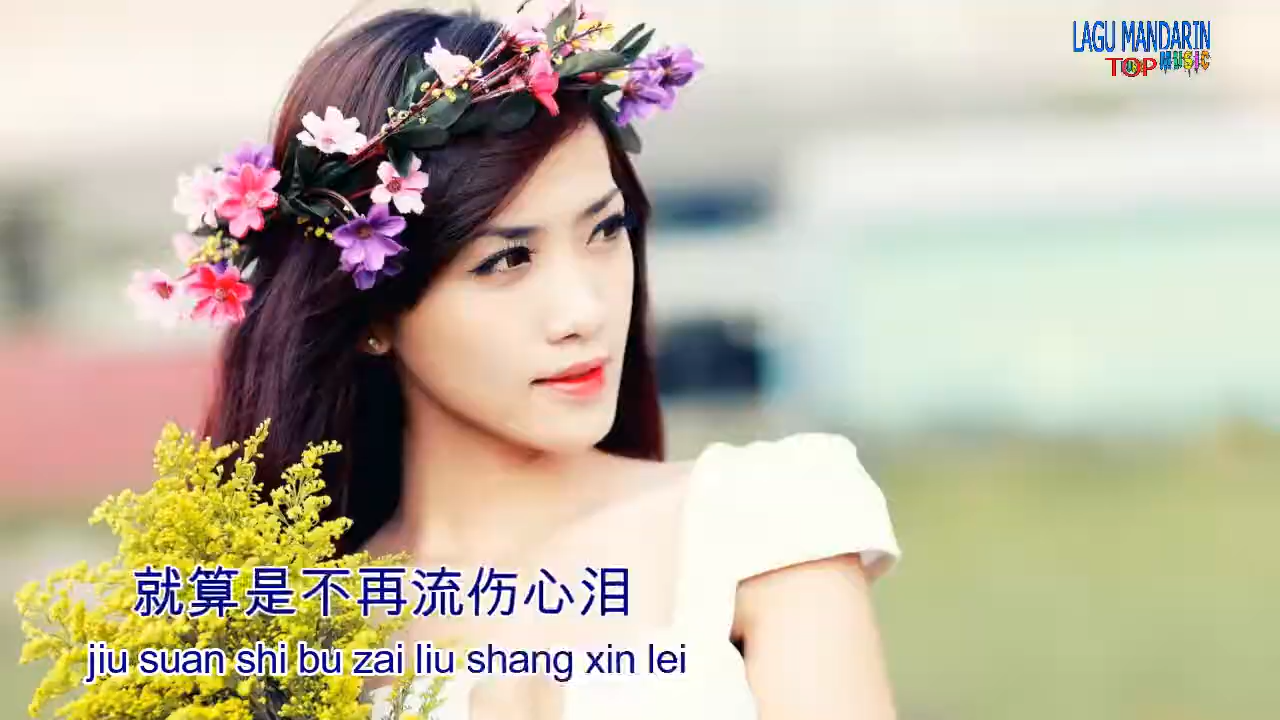 LAGU MANDARIN
TOP MUSIC
就算是不再流伤心泪
jiu suan shi bu zai liu shang xin lei